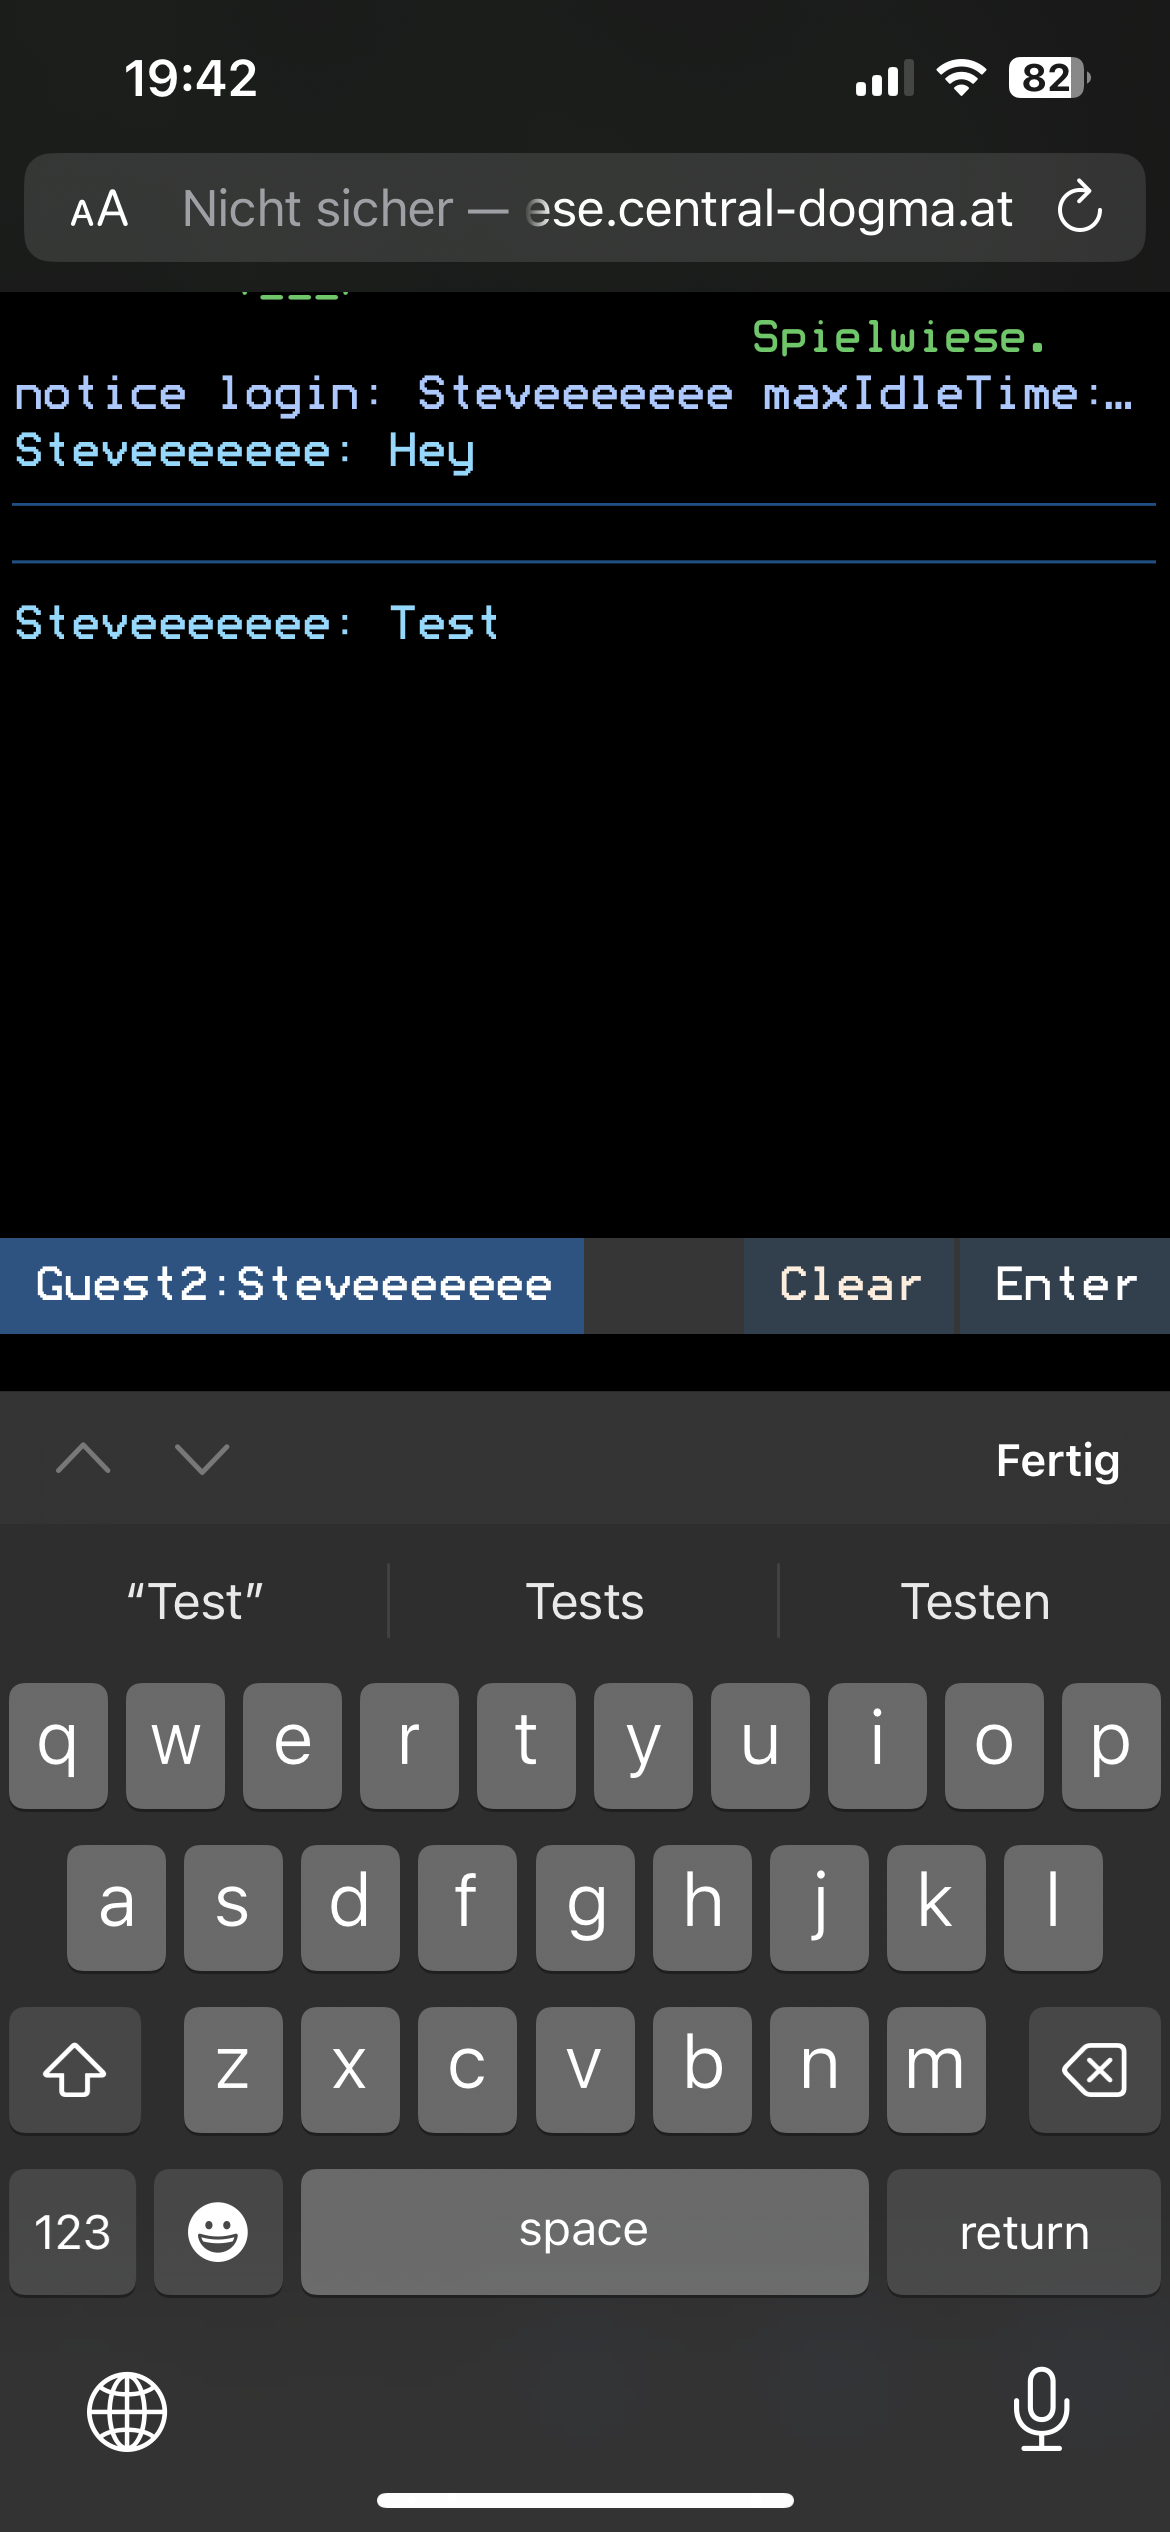 19:42
82
AA Nicht sicher — ese.central-dogma.at
Spielwiese.
notice login: Steveeeeeee maxIdleTime:…
Steveeeeeee: Hey
Steveeeeeee: Test
Guest2:Steveeeeeee Clear Enter
Fertig
“Test” Tests Testen
q w e r t y u i o p
a s d f g h j k l
z x c v b n m
123 space return